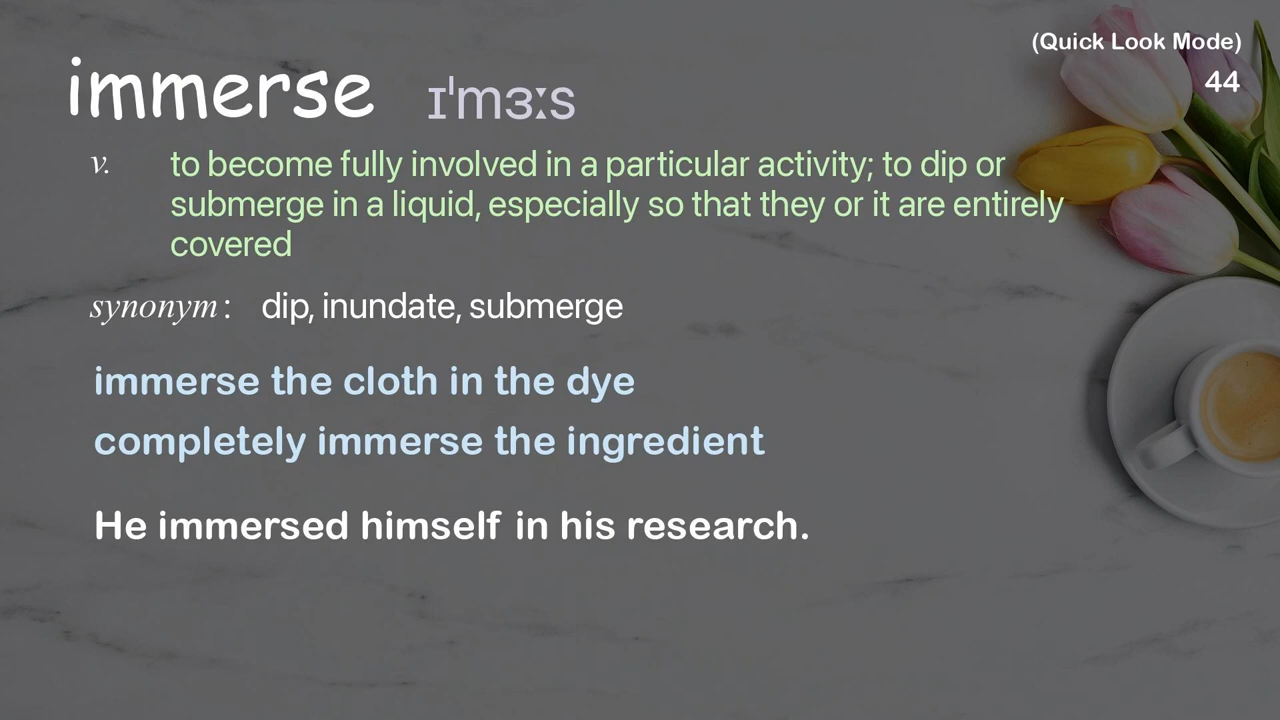 (Quick Look Mode)
44
immerse ɪˈmɜːs
v. to become fully involved in a particular activity; to dip or
submerge in a liquid, especially so that they or it are entirely
covered
synonym: dip, inundate, submerge
immerse the cloth in the dye
completely immerse the ingredient
He immersed himself in his research.